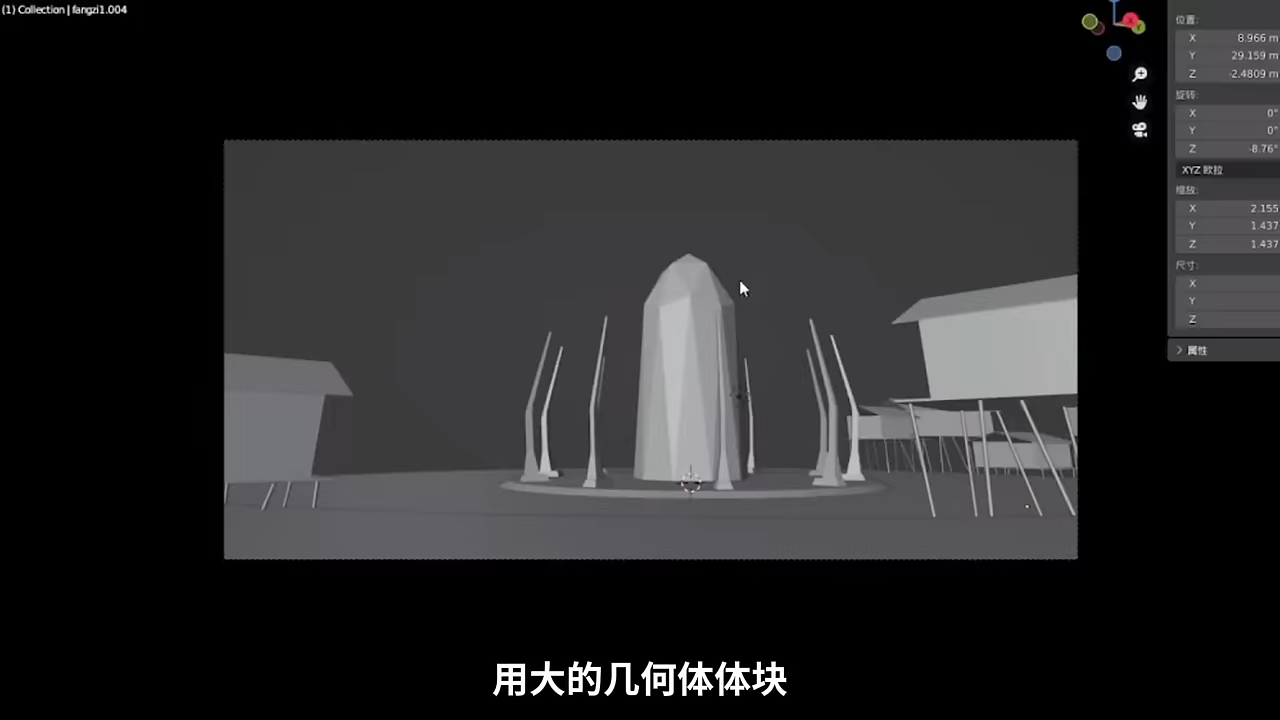 (1) Collection | fangzi1.004
位置:
X 8.966 m
Y 29.159 m
Z -2.4809 m
旋转:
X 0°
Y 0°
Z -8.76°
XYZ 欧拉
缩放:
X 2.155
Y 1.437
Z 1.437
尺寸:
X
Y
Z
属性
用大的几何体体块